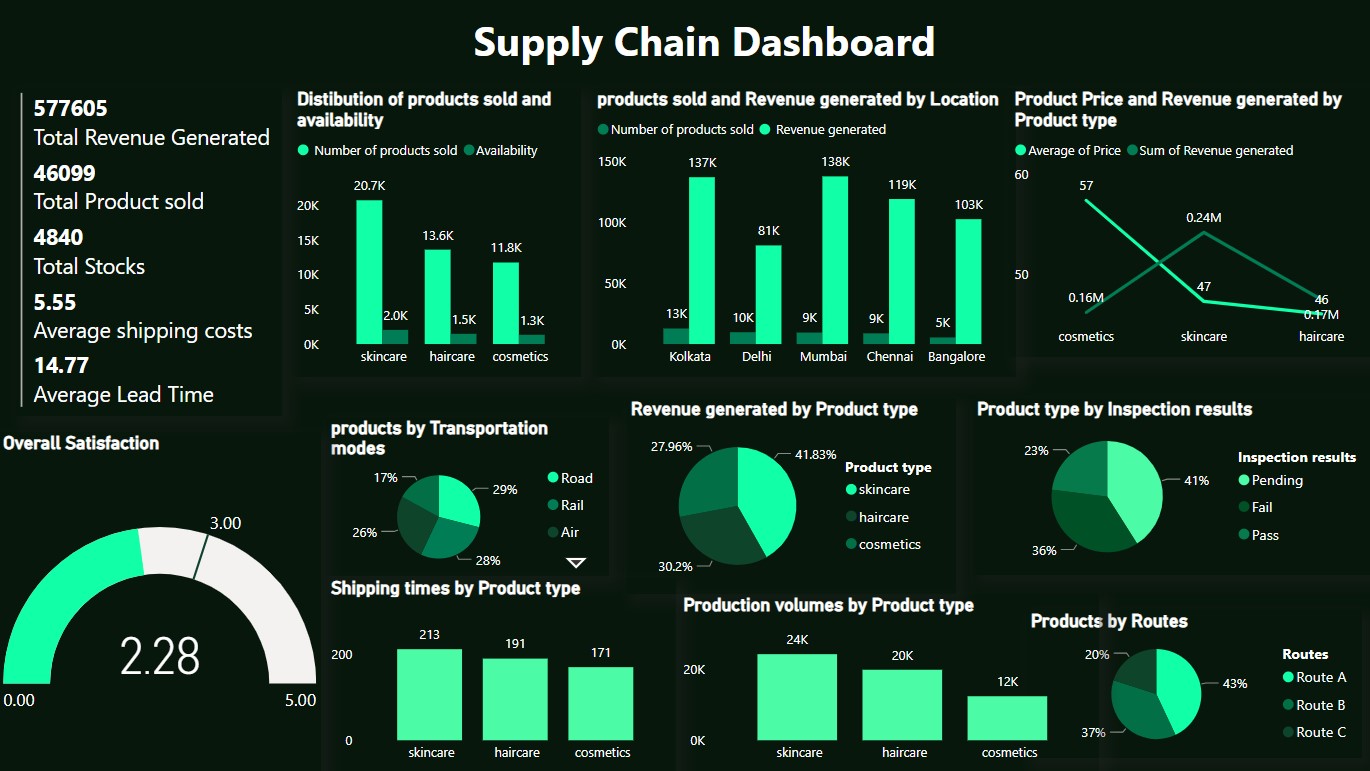 Supply Chain Dashboard
577605
Total Revenue Generated
46099
Total Product sold
4840
Total Stocks
5.55
Average shipping costs
14.77
Average Lead Time
Distibution of products sold and
availability
Number of products sold Availability
20K
15K
10K
5K
0K
20.7K
2.0K
13.6K
1.5K
11.8K
1.3K
skincare haircare cosmetics
products sold and Revenue generated by Location
Number of products sold Revenue generated
150K
100K
50K
0K
13K
137K
10K
81K
9K
138K
9K
119K
5K
103K
Kolkata Delhi Mumbai Chennai Bangalore
Product Price and Revenue generated by
Product type
Average of Price Sum of Revenue generated
60
50
57
0.16M
0.24M
47
46
0.17M
cosmetics skincare haircare
Overall Satisfaction
3.00
2.28
0.00 5.00
products by Transportation
modes
17%
29%
26%
28%
Road
Rail
Air
Revenue generated by Product type
27.96%
41.83%
30.2%
Product type
skincare
haircare
cosmetics
Product type by Inspection results
23%
41%
36%
Inspection results
Pending
Fail
Pass
Shipping times by Product type
200
0
213
191
171
skincare haircare cosmetics
Production volumes by Product type
20K
0K
24K
20K
12K
skincare haircare cosmetics
Products by Routes
20%
43%
37%
Routes
Route A
Route B
Route C